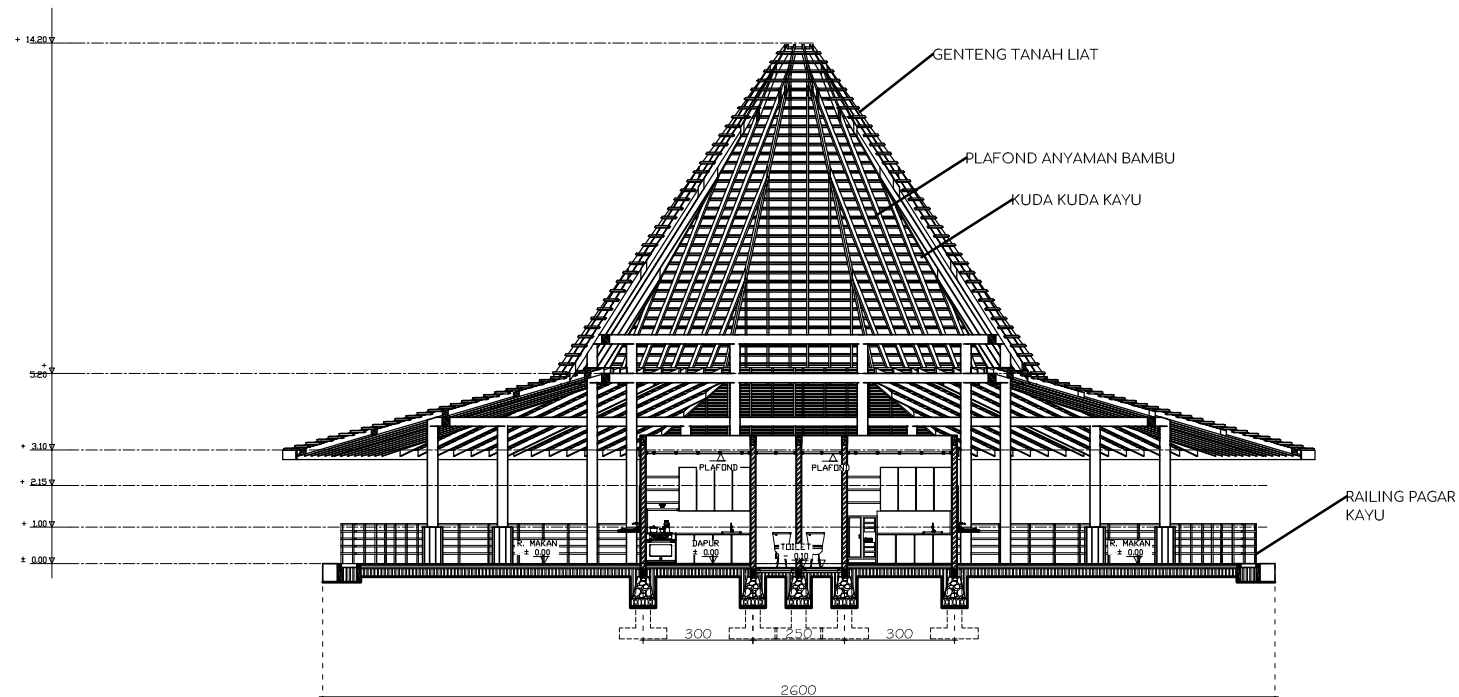 + 14.20
GENTENG TANAH LIAT
PLAFOND ANYAMAN BAMBU
KUDA KUDA KAYU
+
5.20
+ 3.10
PLAFOND
PLAFOND
+ 2.15
RAILING PAGAR
KAYU
+ 1.00
R. MAKAN
± 0.00
DAPUR
± 0.00
TOILET
- 0.10
R. MAKAN
± 0.00
± 0.00
300
250
300
2600